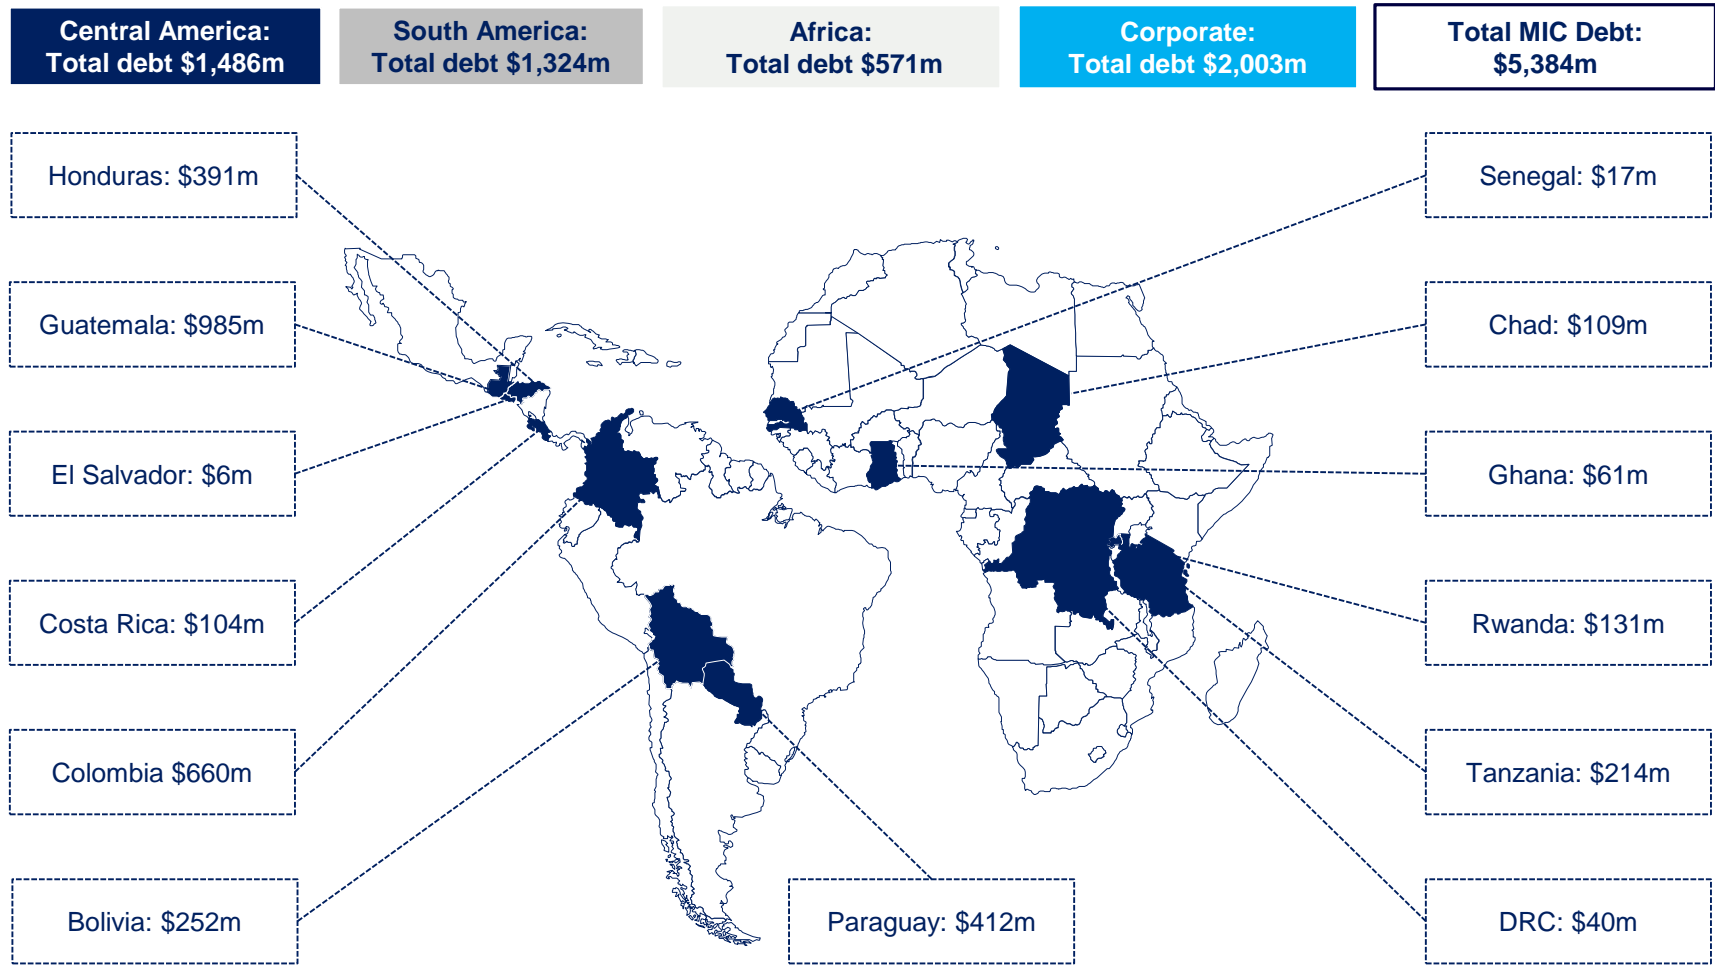 Central America:
Total debt $1,486m
South America:
Total debt $1,324m
Africa:
Total debt $571m
Corporate:
Total debt $2,003m
Total MIC Debt:
$5,384m
Honduras: $391m
Guatemala: $985m
El Salvador: $6m
Costa Rica: $104m
Colombia $660m
Bolivia: $252m
Paraguay: $412m
Senegal: $17m
Chad: $109m
Ghana: $61m
Rwanda: $131m
Tanzania: $214m
DRC: $40m